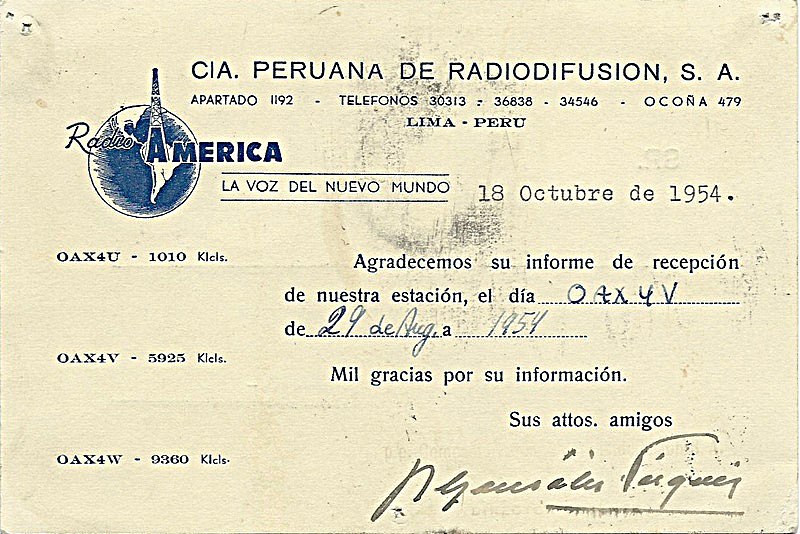 CIA. PERUANA DE RADIODIFUSION, S. A.
APARTADO 1192 - TELEFONOS 30313 - 36838 - 34546 - OCOÑA 479
LIMA - PERU
Radio AMERICA
LA VOZ DEL NUEVO MUNDO
18 Octubre de 1954.
OAX4U - 1010 Klcls.
Agradecemos su informe de recepción
de nuestra estación, el día OAX4V
de 29 de Aug. a 1954
OAX4V - 5925 Klcls.
Mil gracias por su información.
Sus attos. amigos
OAX4W - 9360 Klcls.